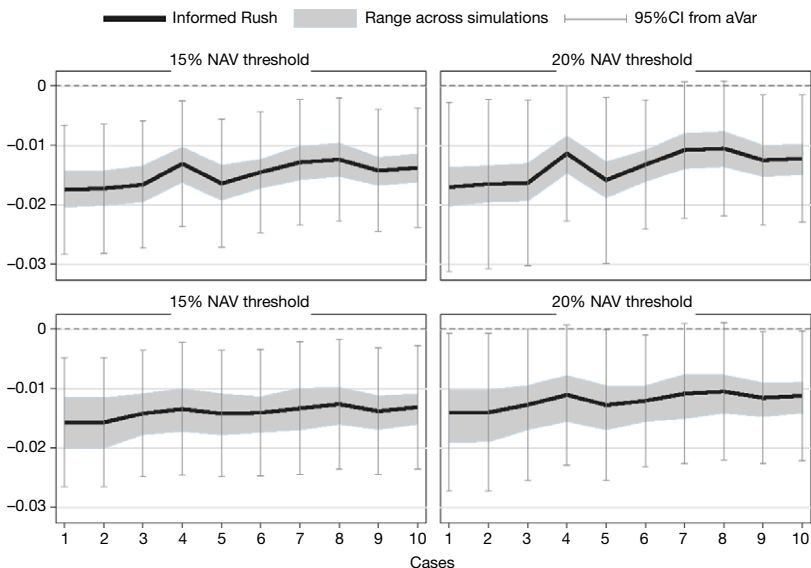 Informed Rush Range across simulations 95%CI from aVar
15% NAV threshold 20% NAV threshold
0
−0.01
−0.02
−0.03
15% NAV threshold 20% NAV threshold
0
−0.01
−0.02
−0.03
1 2 3 4 5 6 7 8 9 10 1 2 3 4 5 6 7 8 9 10
Cases